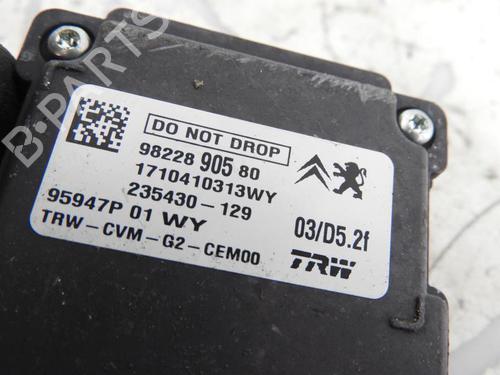 B-PARTS
DO NOT DROP
98228 905 80
1710410313WY
235430-129
95947P 01 WY
TRW-CVM-G2-CEM00
03/D5.2f
TRW